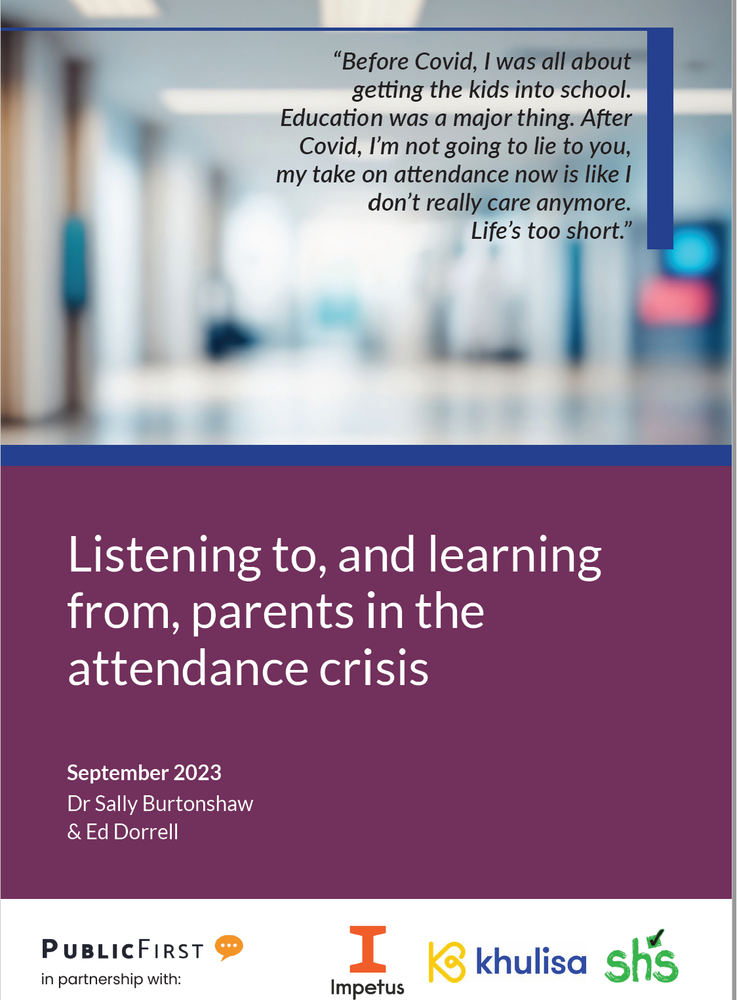 “Before Covid, I was all about
getting the kids into school.
Education was a major thing. After
Covid, I’m not going to lie to you,
my take on attendance now is like I
don’t really care anymore.
Life’s too short.”
Listening to, and learning
from, parents in the
attendance crisis
September 2023
Dr Sally Burtonshaw
& Ed Dorrell
PUBLICFIRST
in partnership with:
Impetus
khulisa
shs